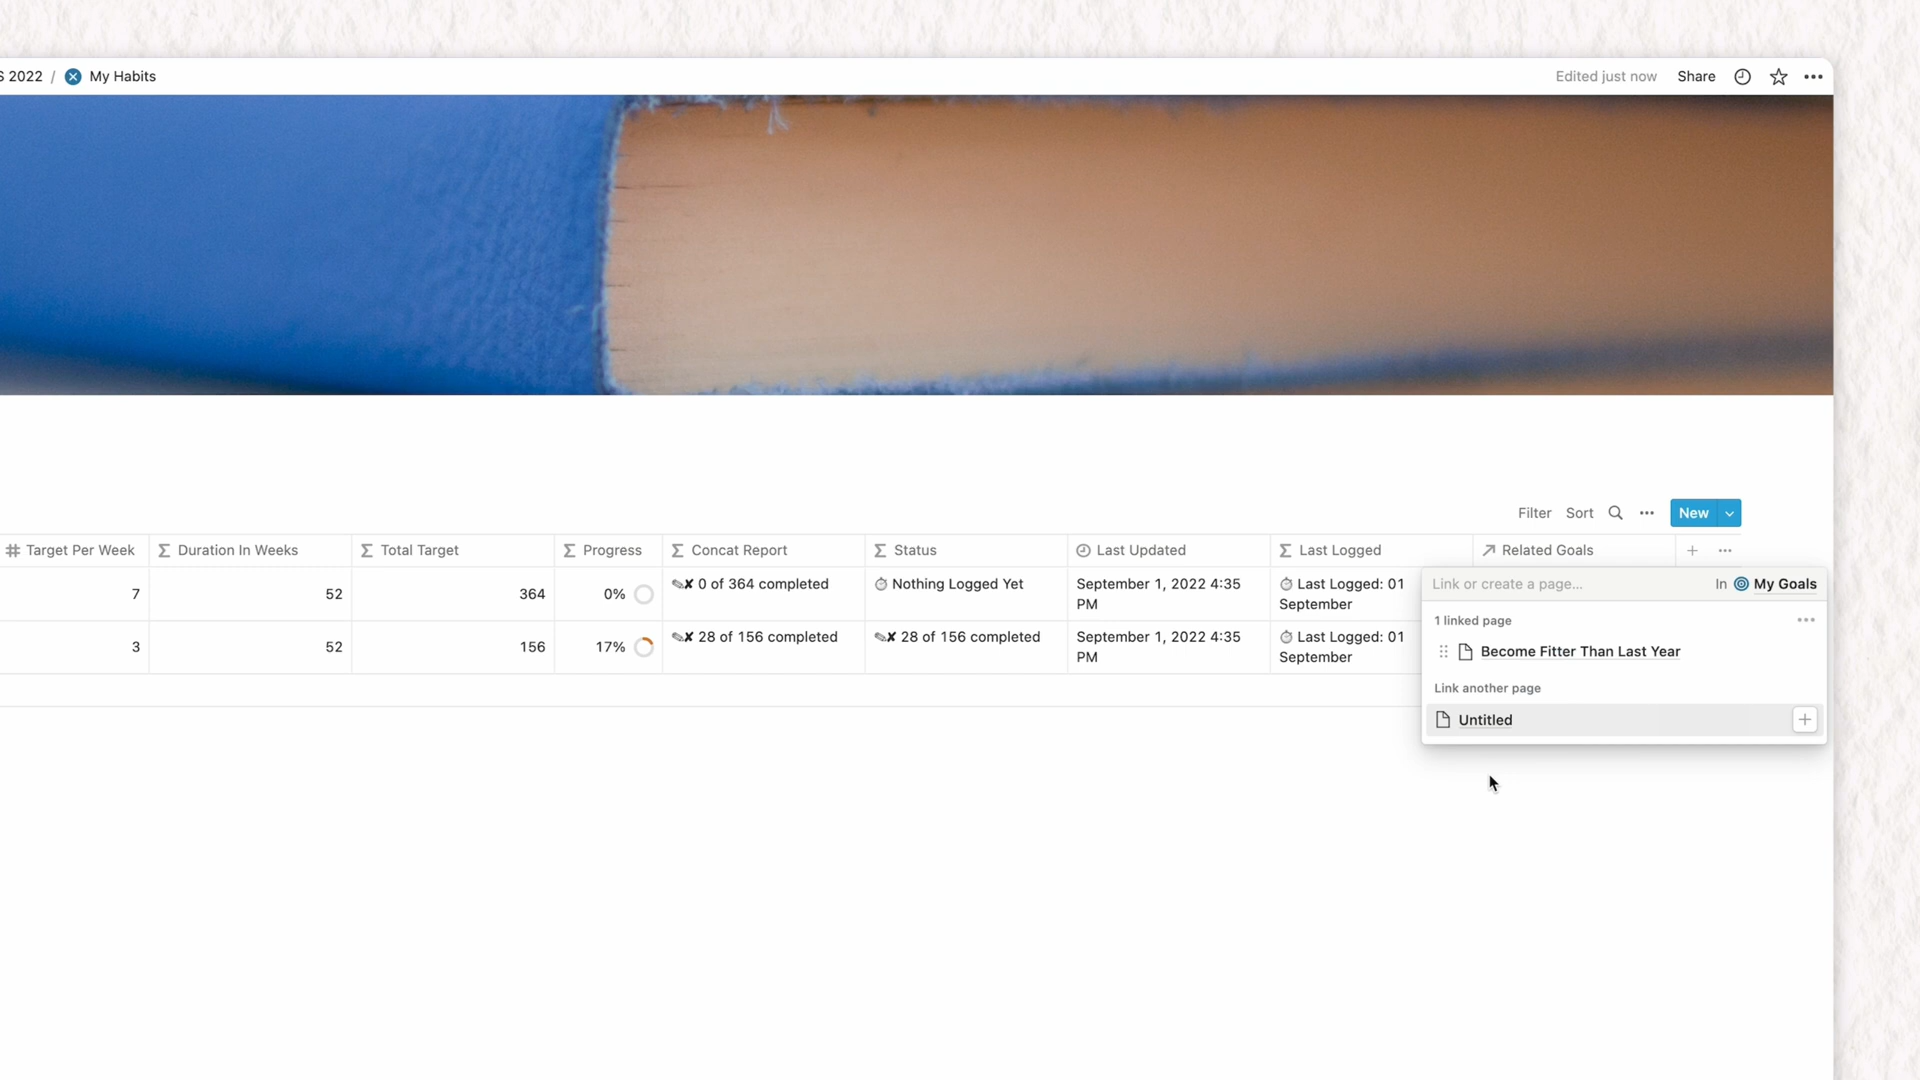 S 2022 / My Habits
Edited just now Share
Filter Sort New
Target Per Week Duration In Weeks Total Target Progress Concat Report Status Last Updated Last Logged Related Goals
7 52 364 0% ✎✘ 0 of 364 completed ⏱ Nothing Logged Yet September 1, 2022 4:35 PM ⏱ Last Logged: 01 September
3 52 156 17% ✎✘ 28 of 156 completed ✎✘ 28 of 156 completed September 1, 2022 4:35 PM ⏱ Last Logged: 01 September
Link or create a page... In My Goals
1 linked page
Become Fitter Than Last Year
Link another page
Untitled